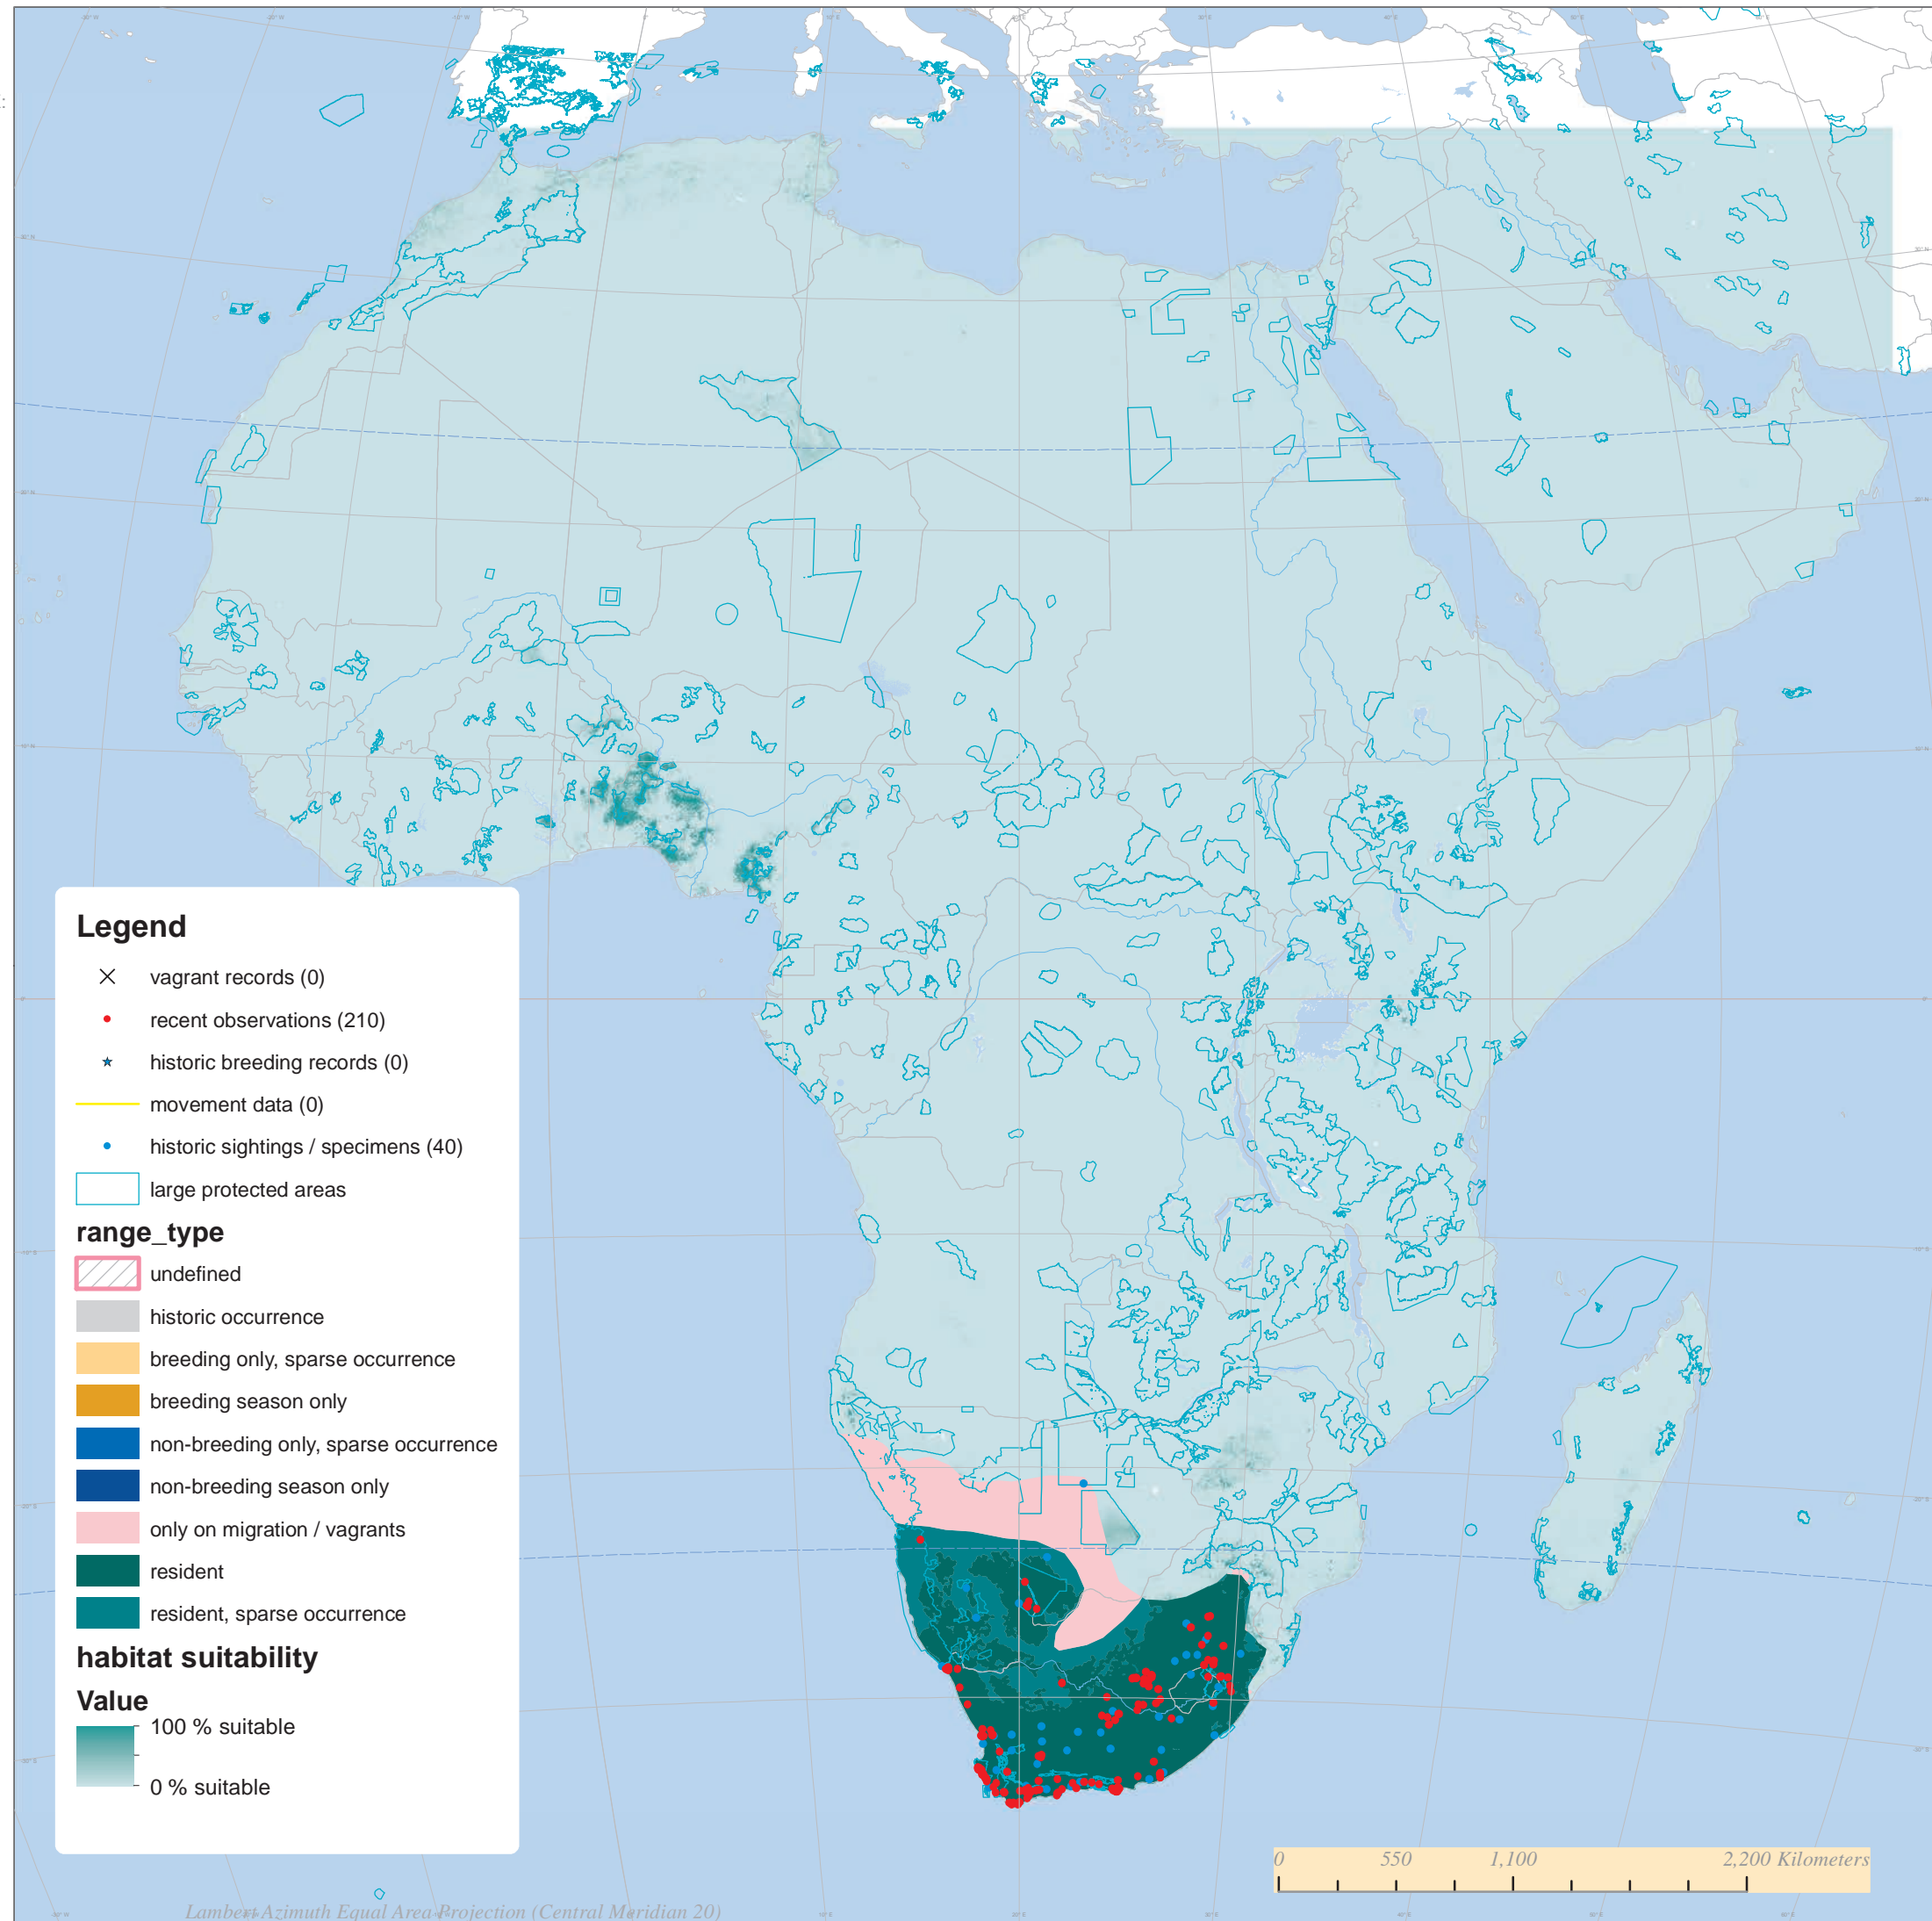 Legend
vagrant records (0)
recent observations (210)
historic breeding records (0)
movement data (0)
historic sightings / specimens (40)
large protected areas
range_type
undefined
historic occurrence
breeding only, sparse occurrence
breeding season only
non-breeding only, sparse occurrence
non-breeding season only
only on migration / vagrants
resident
resident, sparse occurrence
habitat suitability
Value
100 % suitable
0 % suitable
0 550 1,100 2,200 Kilometers
Lambert Azimuth Equal Area Projection (Central Meridian 20)